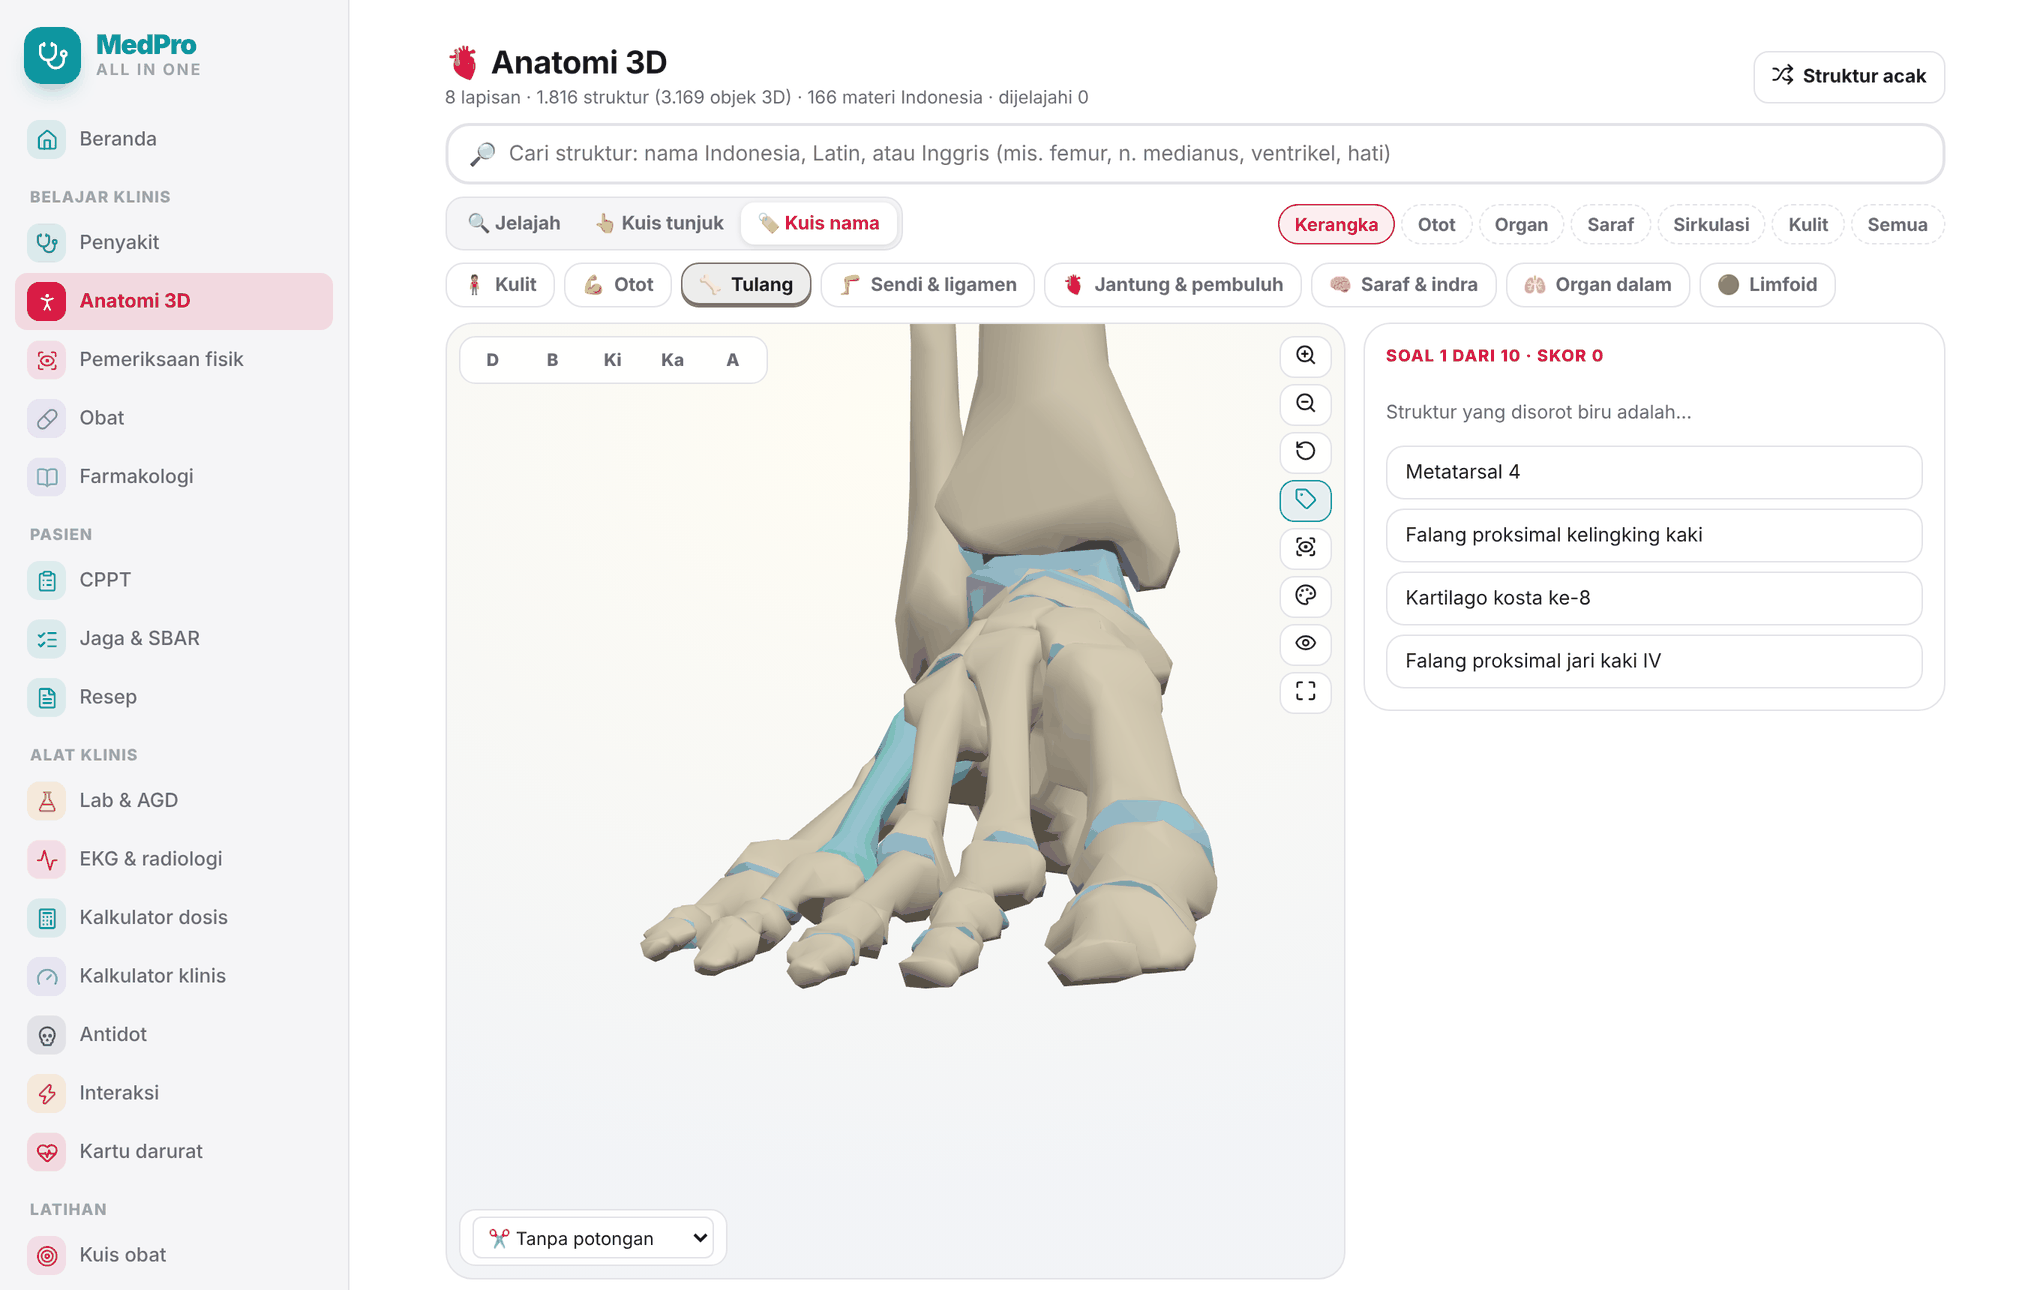 MedPro
ALL IN ONE
Beranda
BELAJAR KLINIS
Penyakit
Anatomi 3D
Pemeriksaan fisik
Obat
Farmakologi
PASIEN
CPPT
Jaga & SBAR
Resep
ALAT KLINIS
Lab & AGD
EKG & radiologi
Kalkulator dosis
Kalkulator klinis
Antidot
Interaksi
Kartu darurat
LATIHAN
Kuis obat
Anatomi 3D
8 lapisan · 1.816 struktur (3.169 objek 3D) · 166 materi Indonesia · dijelajahi 0
Struktur acak
Cari struktur: nama Indonesia, Latin, atau Inggris (mis. femur, n. medianus, ventrikel, hati)
Jelajah Kuis tunjuk Kuis nama
Kerangka Otot Organ Saraf Sirkulasi Kulit Semua
Kulit Otot Tulang Sendi & ligamen Jantung & pembuluh Saraf & indra Organ dalam Limfoid
D B Ki Ka A
Tanpa potongan
SOAL 1 DARI 10 · SKOR 0
Struktur yang disorot biru adalah...
Metatarsal 4
Falang proksimal kelingking kaki
Kartilago kosta ke-8
Falang proksimal jari kaki IV